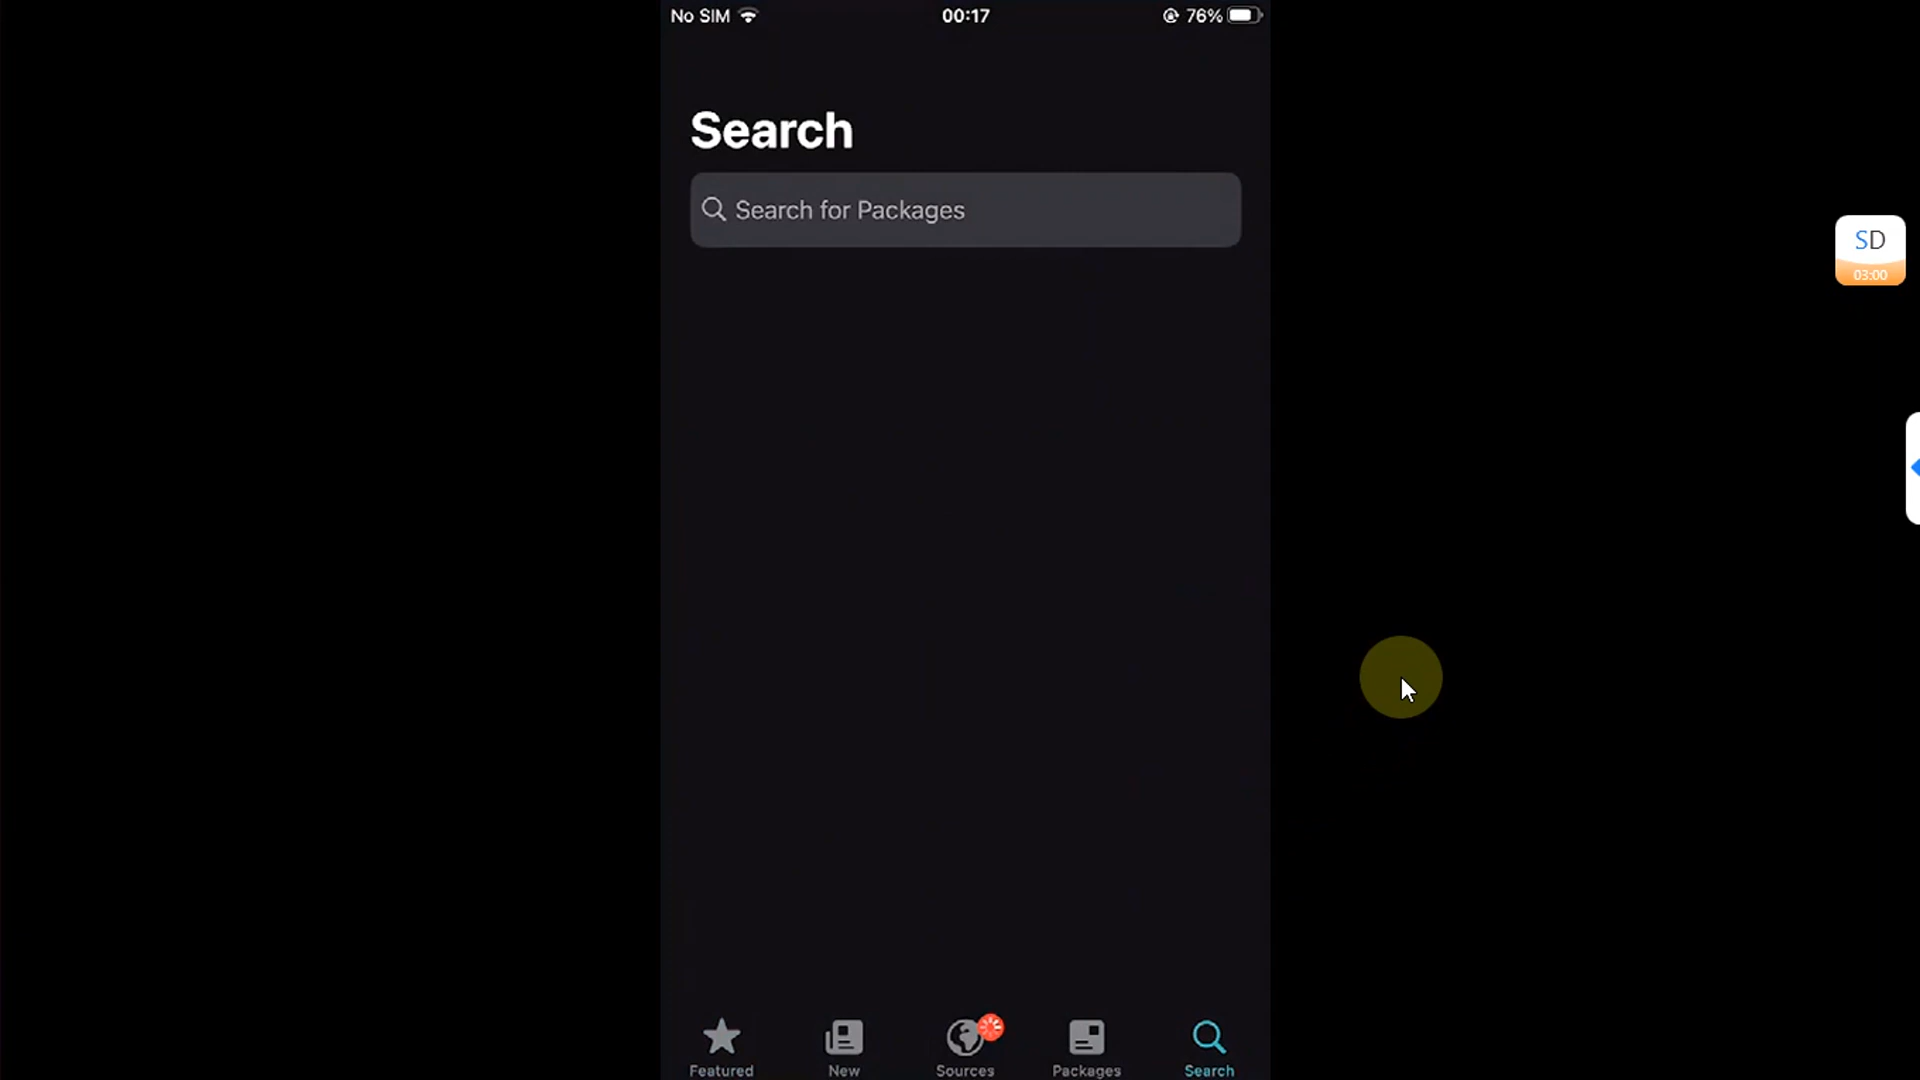 No SIM
00:17
76%
Search
Search for Packages
SD
03:00
Featured
New
Sources
Packages
Search